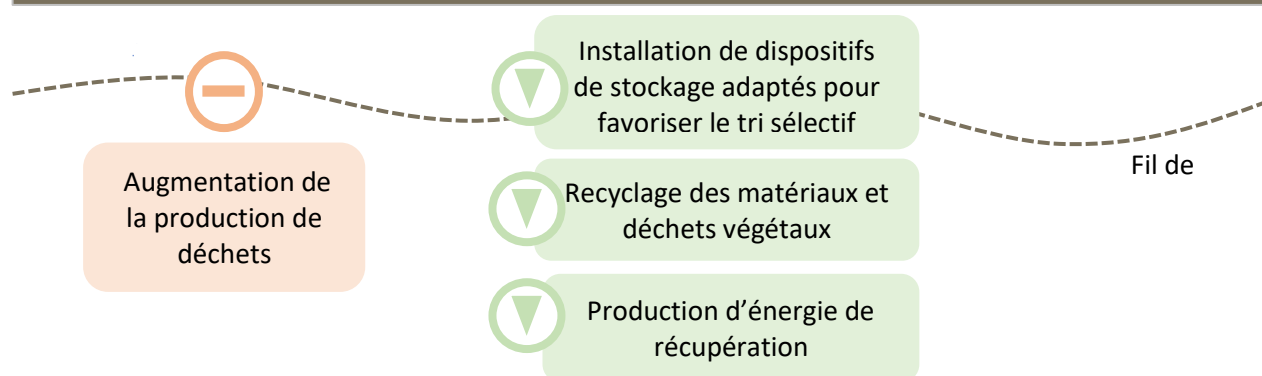 Augmentation de
la production de
déchets
Installation de dispositifs
de stockage adaptés pour
favoriser le tri sélectif
Recyclage des matériaux et
déchets végétaux
Production d’énergie de
récupération
Fil de